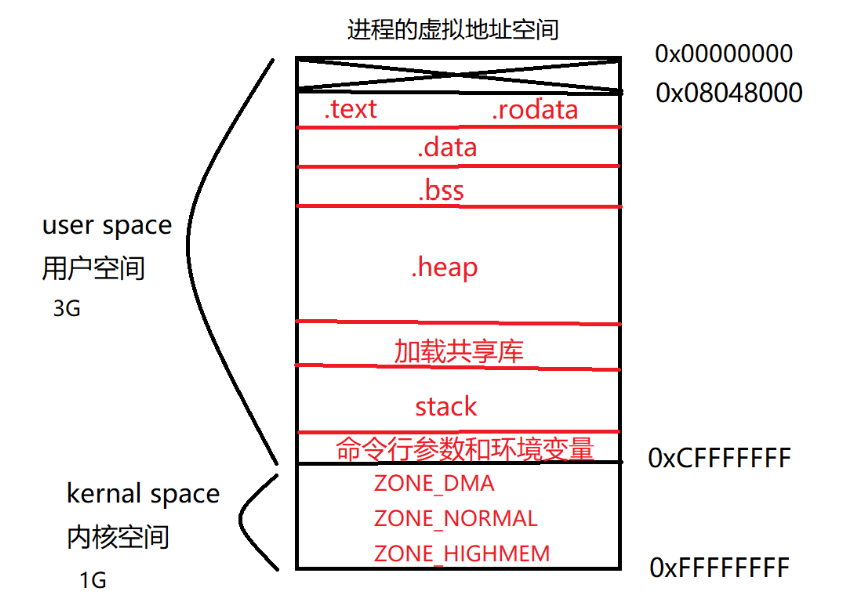 进程的虚拟地址空间
0x00000000
0x08048000
.text .rodata
.data
.bss
user space
用户空间
3G
.heap
加载共享库
stack
命令行参数和环境变量
0xCFFFFFFF
kernal space
内核空间
1G
ZONE_DMA
ZONE_NORMAL
ZONE_HIGHMEM
0xFFFFFFFF